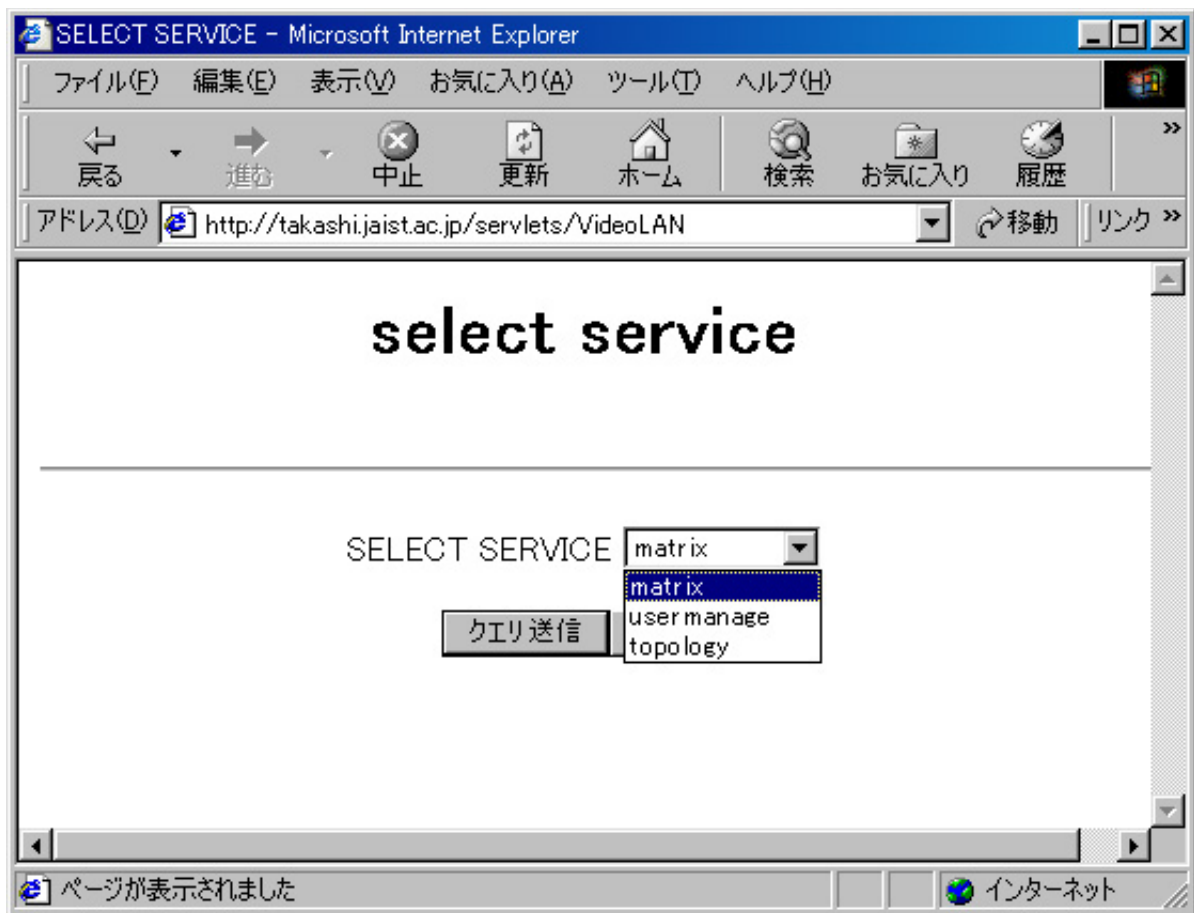 SELECT SERVICE - Microsoft Internet Explorer
ファイル(F) 編集(E) 表示(V) お気に入り(A) ツール(T) ヘルプ(H)
戻る 進む 中止 更新 ホーム 検索 お気に入り 履歴 »
アドレス(D) http://takashi.jaist.ac.jp/servlets/VideoLAN 移動 リンク »
select service
SELECT SERVICE matrix
matrix
クエリ送信 usermanage
topology
ページが表示されました インターネット